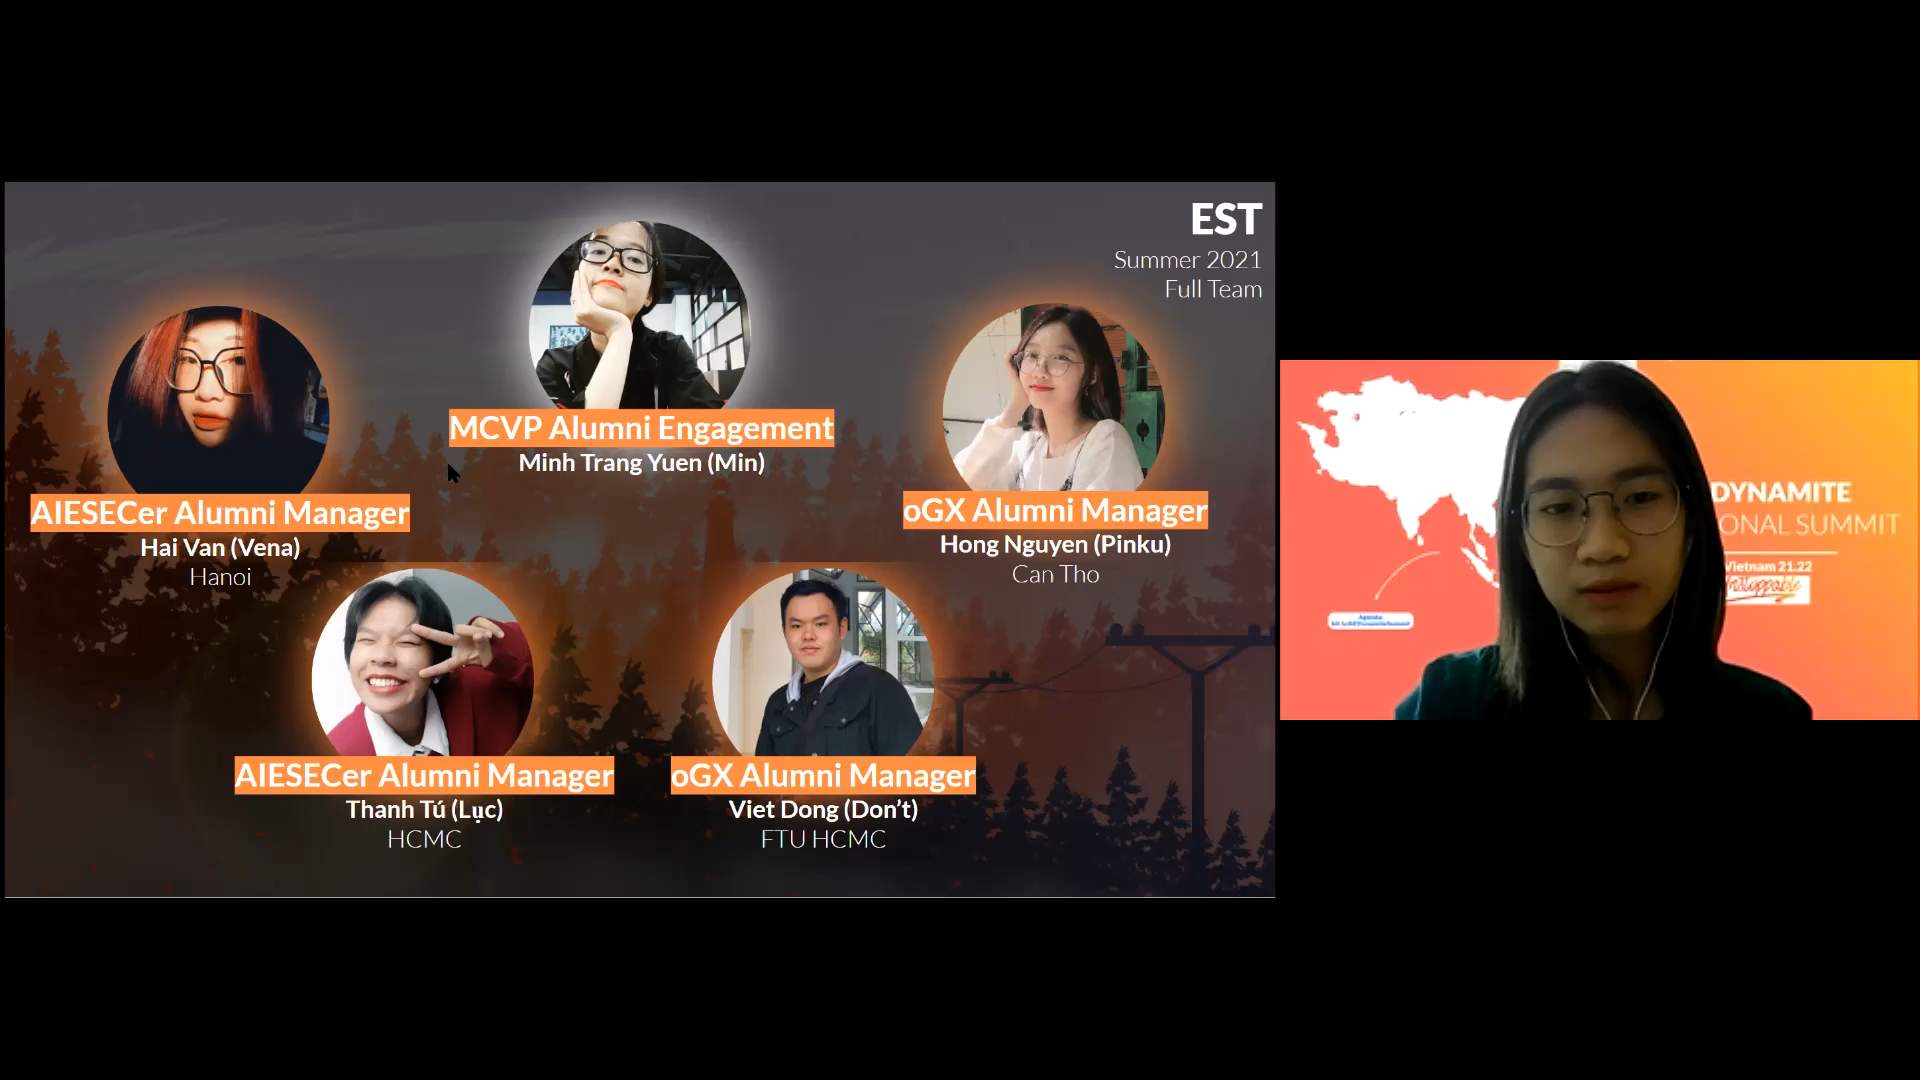 EST
Summer 2021
Full Team
MCVP Alumni Engagement
Minh Trang Yuen (Min)
AIESECer Alumni Manager
Hai Van (Vena)
Hanoi
oGX Alumni Manager
Hong Nguyen (Pinku)
Can Tho
AIESECer Alumni Manager
Thanh Tú (Lục)
HCMC
oGX Alumni Manager
Viet Dong (Don’t)
FTU HCMC
DYNAMITE
ONAL SUMMIT
Vietnam 21.22